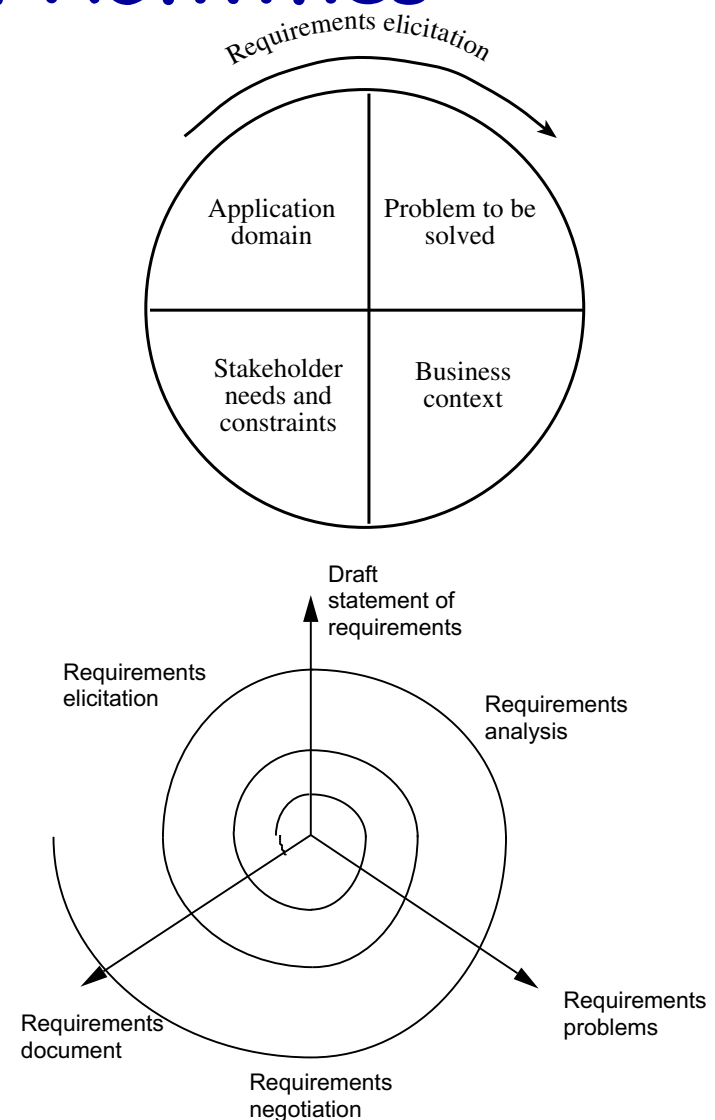 Requirements elicitation
Application
domain
Problem to be
solved
Stakeholder
needs and
constraints
Business
context
Draft
statement of
requirements
Requirements
elicitation
Requirements
analysis
Requirements
document
Requirements
problems
Requirements
negotiation